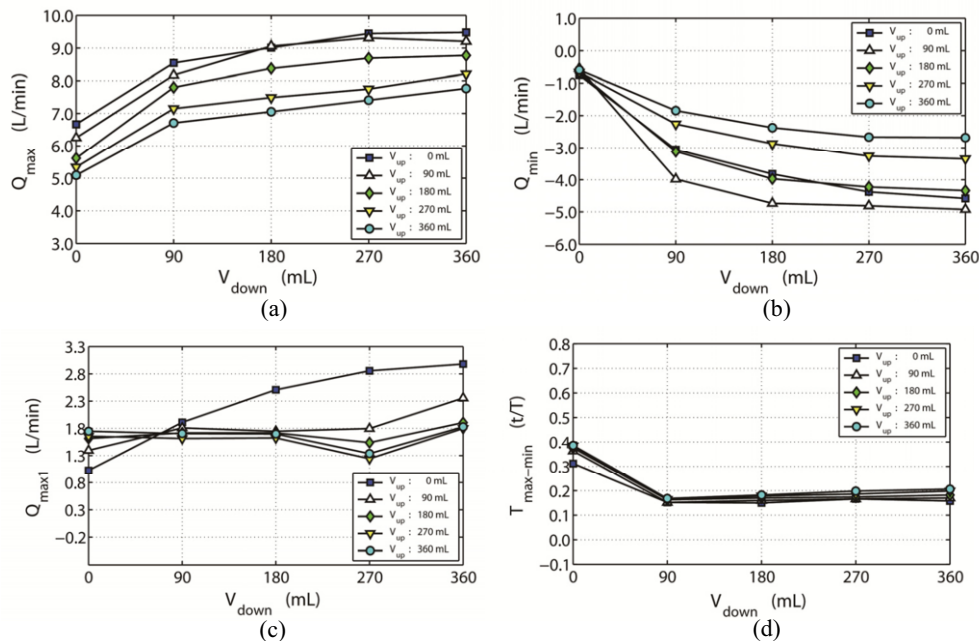 10.0
9.0
8.0
7.0
6.0
5.0
4.0
3.0
Q_max (L/min)
0 90 180 270 360
V_down (mL)
V_up : 0 mL
V_up : 90 mL
V_up : 180 mL
V_up : 270 mL
V_up : 360 mL
(a)
1.0
0.0
−1.0
−2.0
−3.0
−4.0
−5.0
−6.0
Q_min (L/min)
0 90 180 270 360
V_down (mL)
V_up : 0 mL
V_up : 90 mL
V_up : 180 mL
V_up : 270 mL
V_up : 360 mL
(b)
3.3
2.8
2.3
1.8
1.3
0.8
0.3
−0.2
Q_max1 (L/min)
0 90 180 270 360
V_down (mL)
V_up : 0 mL
V_up : 90 mL
V_up : 180 mL
V_up : 270 mL
V_up : 360 mL
(c)
0.8
0.7
0.6
0.5
0.4
0.3
0.2
0.1
0.0
−0.1
T_max−min (t/T)
0 90 180 270 360
V_down (mL)
V_up : 0 mL
V_up : 90 mL
V_up : 180 mL
V_up : 270 mL
V_up : 360 mL
(d)